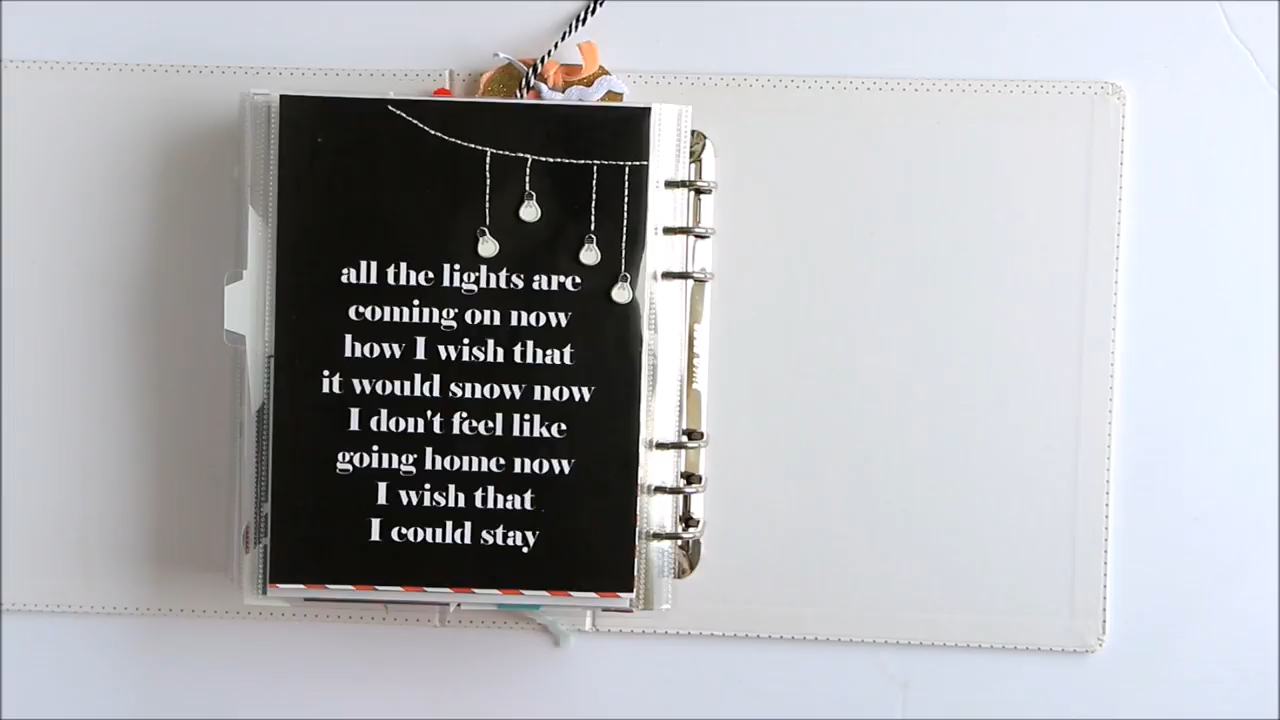 all the lights are
coming on now
how I wish that
it would snow now
I don't feel like
going home now
I wish that
I could stay